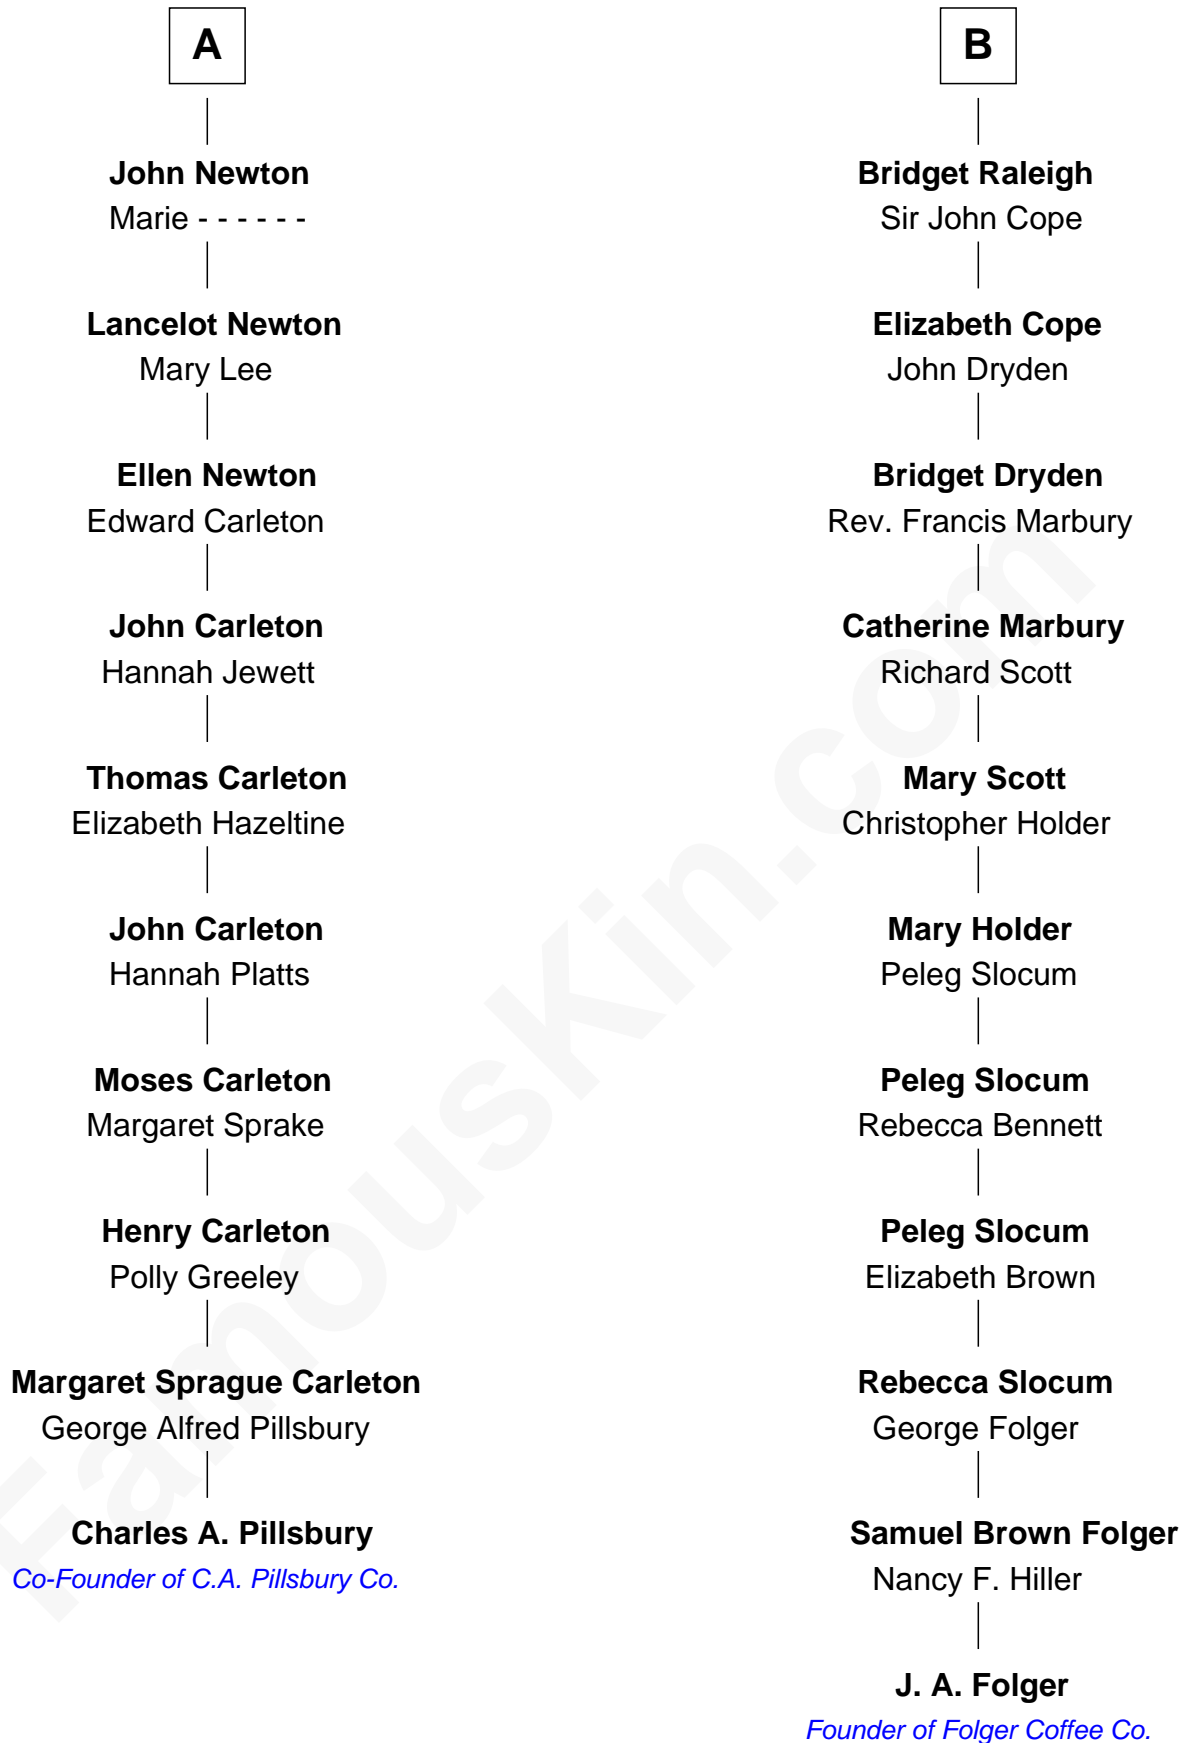 A
John Newton
Marie - - - - - -
Lancelot Newton
Mary Lee
Ellen Newton
Edward Carleton
John Carleton
Hannah Jewett
Thomas Carleton
Elizabeth Hazeltine
John Carleton
Hannah Platts
Moses Carleton
Margaret Sprake
Henry Carleton
Polly Greeley
Margaret Sprague Carleton
George Alfred Pillsbury
Charles A. Pillsbury
Co-Founder of C.A. Pillsbury Co.
B
Bridget Raleigh
Sir John Cope
Elizabeth Cope
John Dryden
Bridget Dryden
Rev. Francis Marbury
Catherine Marbury
Richard Scott
Mary Scott
Christopher Holder
Mary Holder
Peleg Slocum
Peleg Slocum
Rebecca Bennett
Peleg Slocum
Elizabeth Brown
Rebecca Slocum
George Folger
Samuel Brown Folger
Nancy F. Hiller
J. A. Folger
Founder of Folger Coffee Co.
FamousKin.com